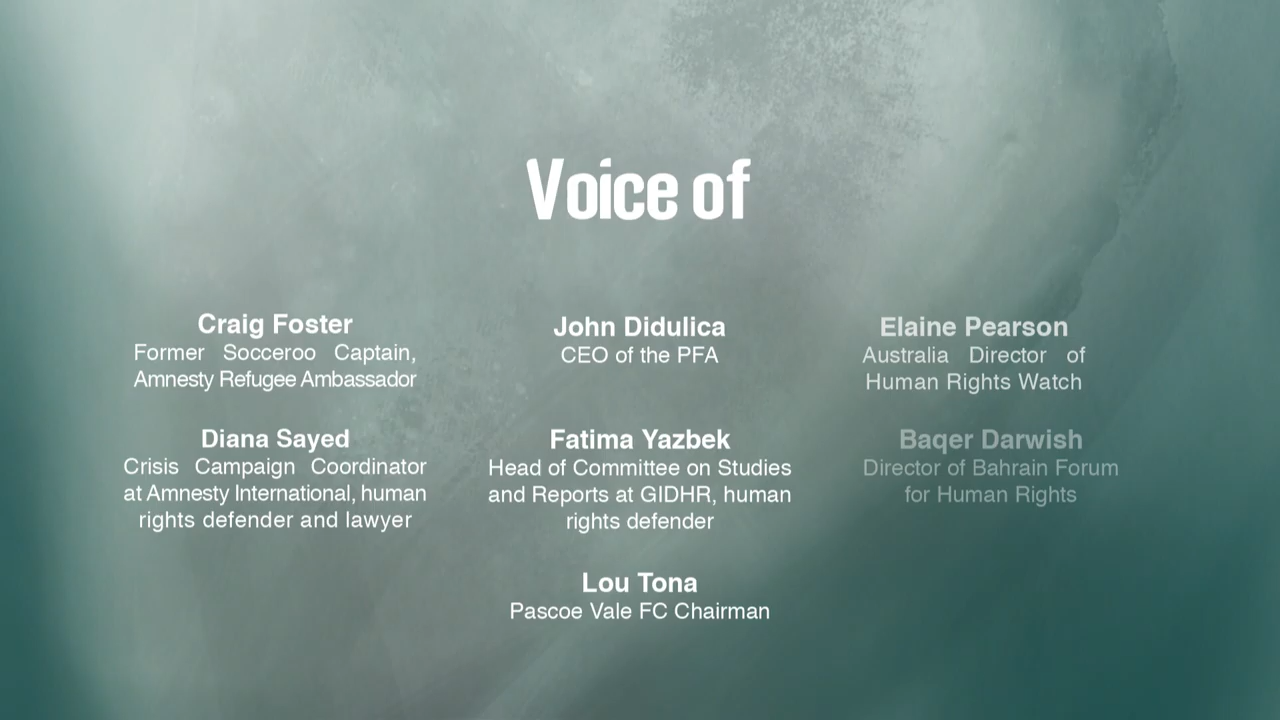 Voice of
Craig Foster
Former Socceroo Captain,
Amnesty Refugee Ambassador
John Didulica
CEO of the PFA
Elaine Pearson
Australia Director of
Human Rights Watch
Diana Sayed
Crisis Campaign Coordinator
at Amnesty International, human
rights defender and lawyer
Fatima Yazbek
Head of Committee on Studies
and Reports at GIDHR, human
rights defender
Baqer Darwish
Director of Bahrain Forum
for Human Rights
Lou Tona
Pascoe Vale FC Chairman